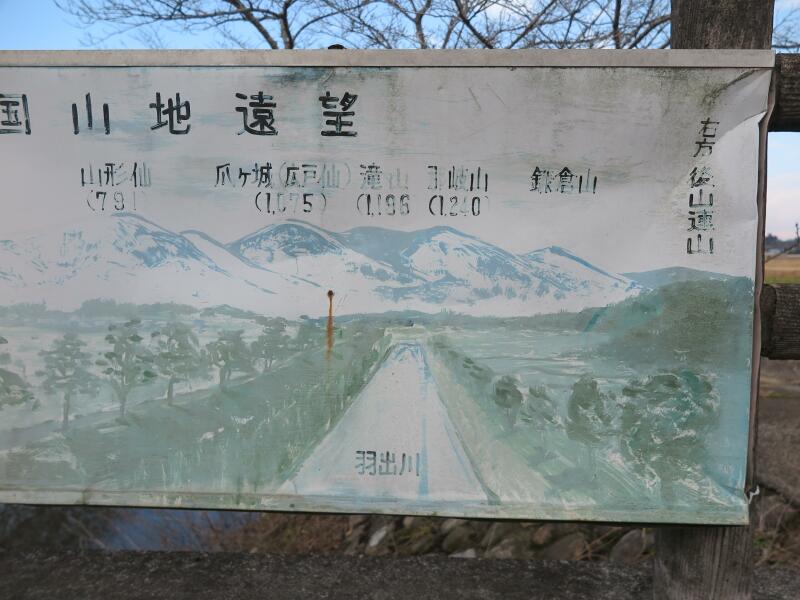 国山地遠望
山形仙 爪ヶ城(広戸仙) 滝山 那岐山 鎌倉山
(791) (1,075) (1,196) (1,240)
右方 後山連山
羽出川